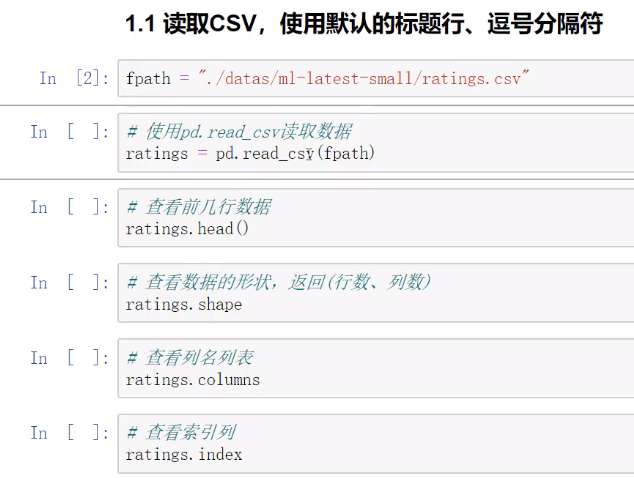 1.1 读取CSV，使用默认的标题行、逗号分隔符
In [2]: fpath = "./datas/ml-latest-small/ratings.csv"
In [ ]: # 使用pd.read_csv读取数据
ratings = pd.read_csv(fpath)
In [ ]: # 查看前几行数据
ratings.head()
In [ ]: # 查看数据的形状，返回(行数、列数)
ratings.shape
In [ ]: # 查看列名列表
ratings.columns
In [ ]: # 查看索引列
ratings.index